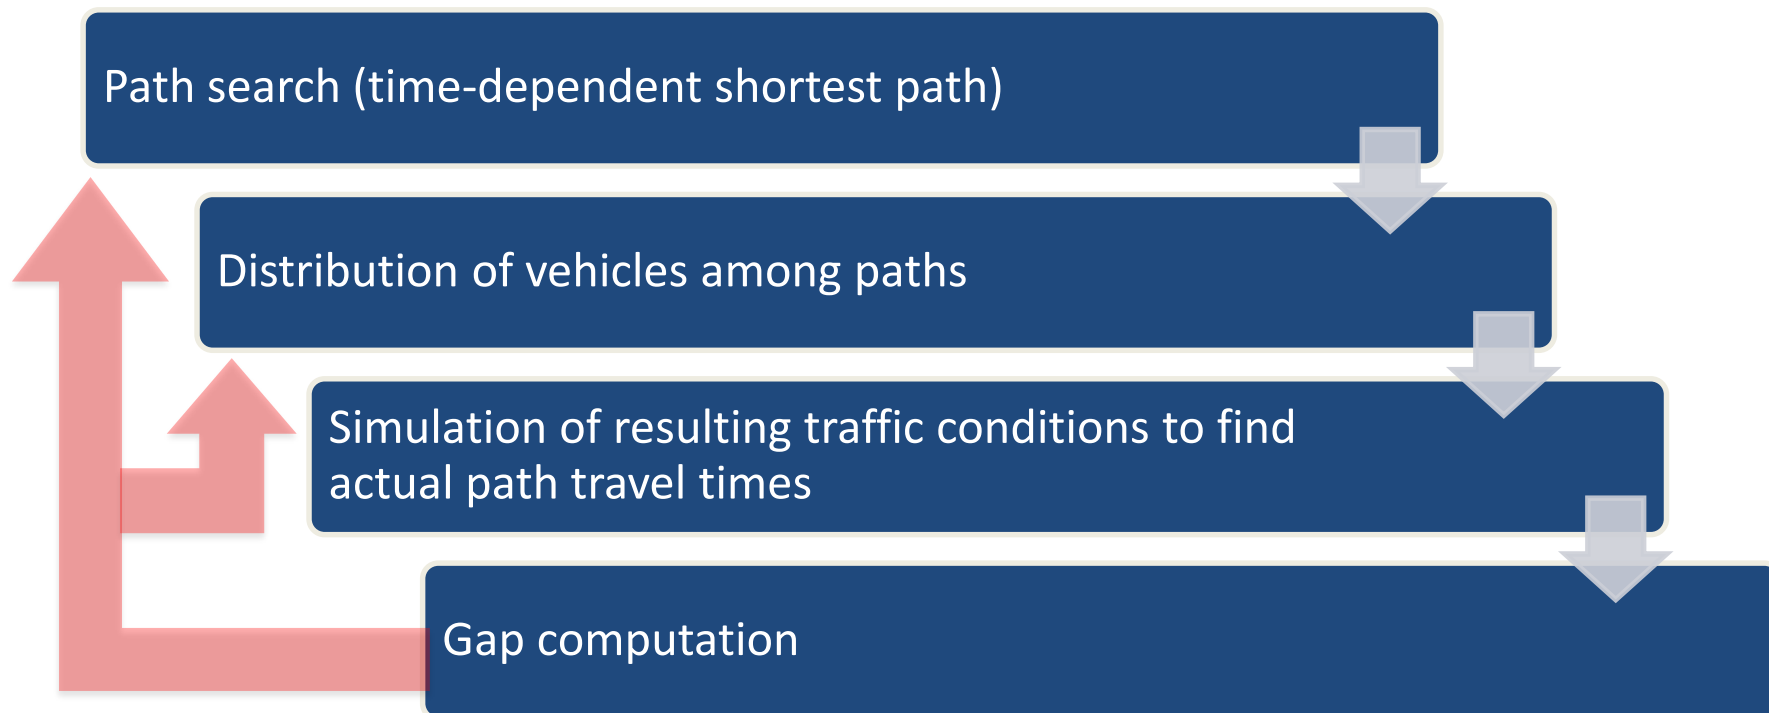 Path search (time-dependent shortest path)
Distribution of vehicles among paths
Simulation of resulting traffic conditions to find
actual path travel times
Gap computation